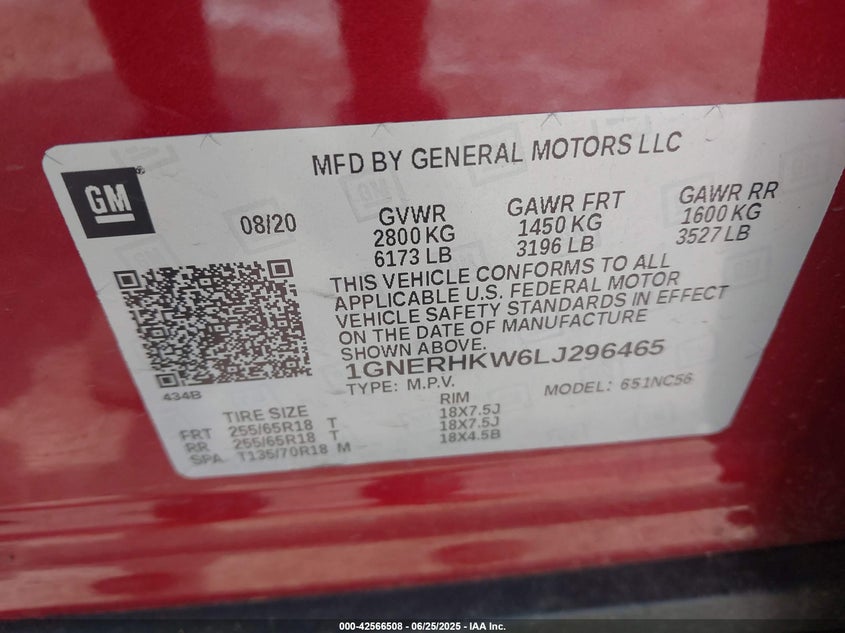 MFD BY GENERAL MOTORS LLC
GM
08/20
GVWR
2800 KG
6173 LB
GAWR FRT
1450 KG
3196 LB
GAWR RR
1600 KG
3527 LB
THIS VEHICLE CONFORMS TO ALL
APPLICABLE U.S. FEDERAL MOTOR
VEHICLE SAFETY STANDARDS IN EFFECT
ON THE DATE OF MANUFACTURE
SHOWN ABOVE.
1GNERHKW6LJ296465
TYPE: M.P.V. MODEL: 651NC56
434B
TIRE SIZE RIM
FRT 255/65R18 T 18X7.5J
RR 255/65R18 T 18X7.5J
SPA T135/70R18 M 18X4.5B
000-42566508 - 06/25/2025 - IAA Inc.